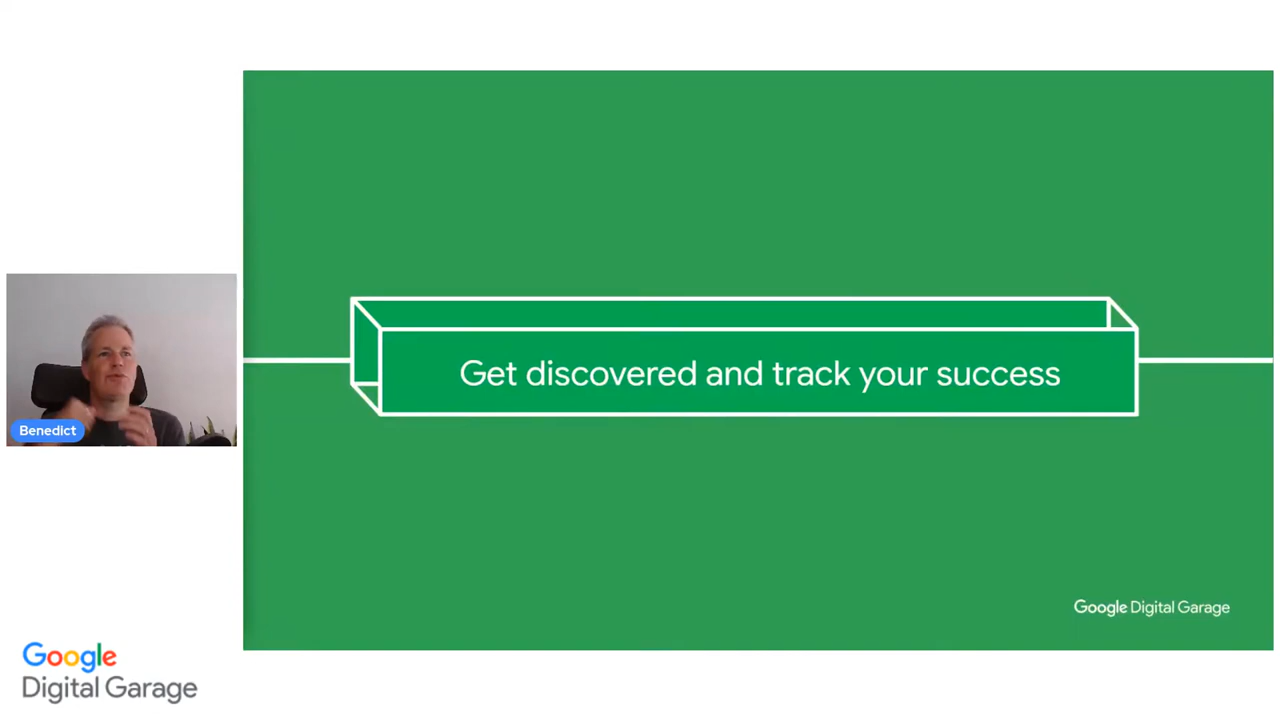 Get discovered and track your success
Google Digital Garage
Benedict
Google
Digital Garage